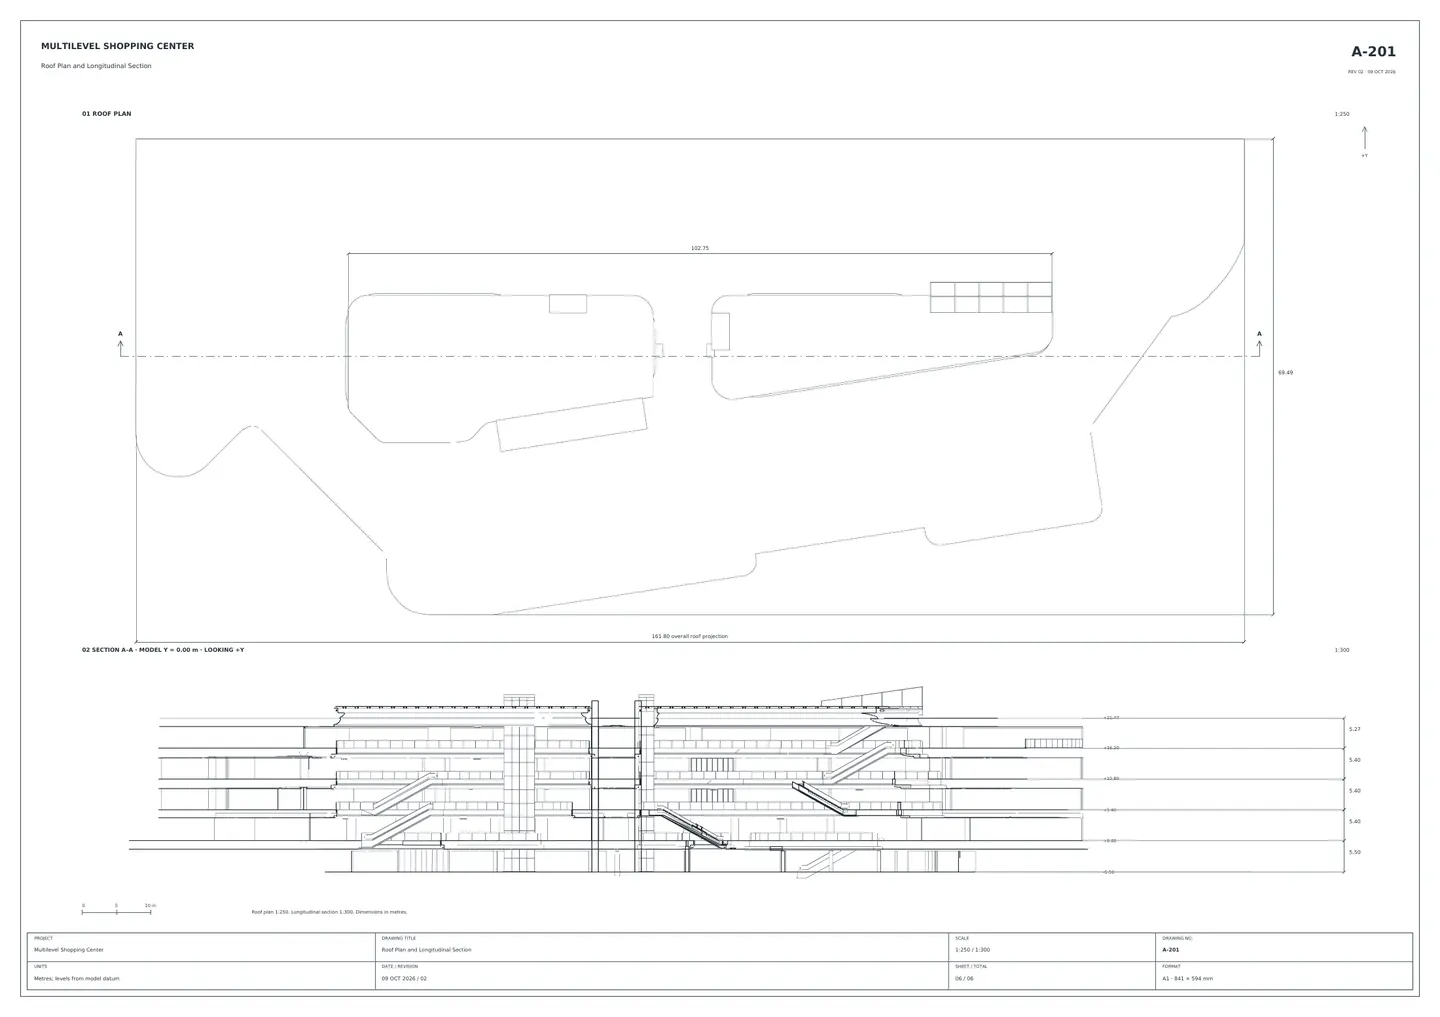 MULTILEVEL SHOPPING CENTER
Roof Plan and Longitudinal Section
A-201
REV 02 · 09 OCT 2026
01 ROOF PLAN
1:250
+Y
102.75
A
A
69.49
161.80 overall roof projection
02 SECTION A-A · MODEL Y = 0.00 m · LOOKING +Y
1:300
5.27
+16.20
5.40
+10.80
5.40
+5.40
5.40
+0.00
5.50
-5.50
0 5 10 m
Roof plan 1:250. Longitudinal section 1:300. Dimensions in metres.
PROJECT
Multilevel Shopping Center
DRAWING TITLE
Roof Plan and Longitudinal Section
SCALE
1:250 / 1:300
DRAWING NO.
A-201
UNITS
Metres; levels from model datum
DATE / REVISION
09 OCT 2026 / 02
SHEET / TOTAL
06 / 06
FORMAT
A1 · 841 × 594 mm